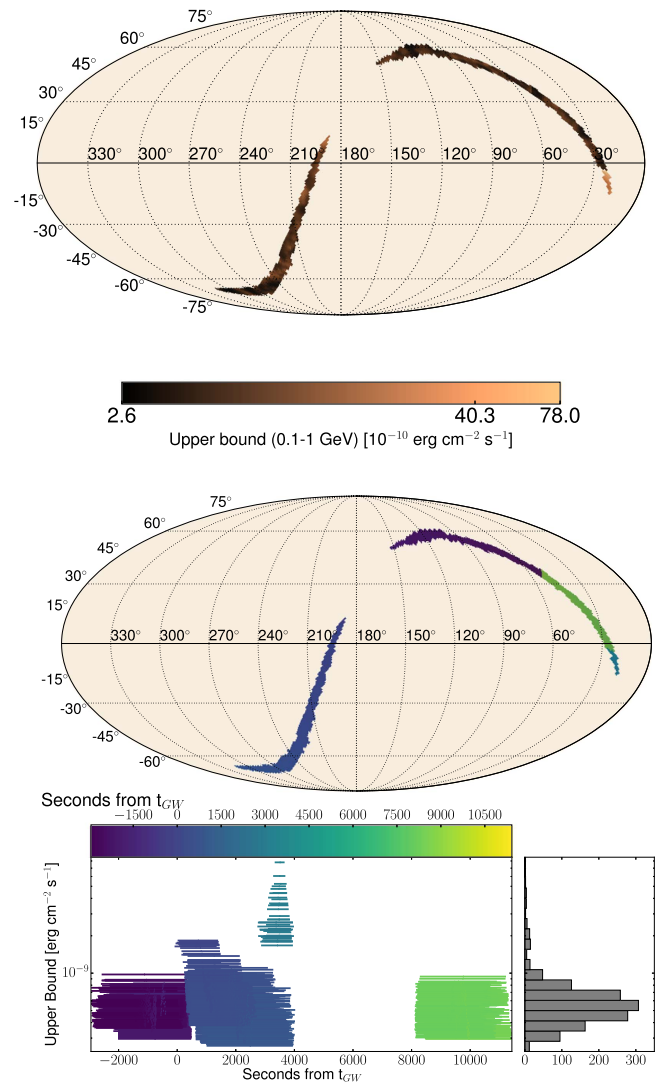 75°
60°
45°
30°
15°
330° 300° 270° 240° 210° 180° 150° 120° 90° 60° 30°
-15°
-30°
-45°
-60°
-75°
2.6 40.3 78.0
Upper bound (0.1-1 GeV) [10⁻¹⁰ erg cm⁻² s⁻¹]
75°
60°
45°
30°
15°
330° 300° 270° 240° 210° 180° 150° 120° 90° 60°
-15°
-30°
-45°
-60°
Seconds from t_GW
−1500 0 1500 3000 4500 6000 7500 9000 10500
Upper Bound [erg cm⁻² s⁻¹]
10⁻⁹
−2000 0 2000 4000 6000 8000 10000
0 100 200 300
Seconds from t_GW